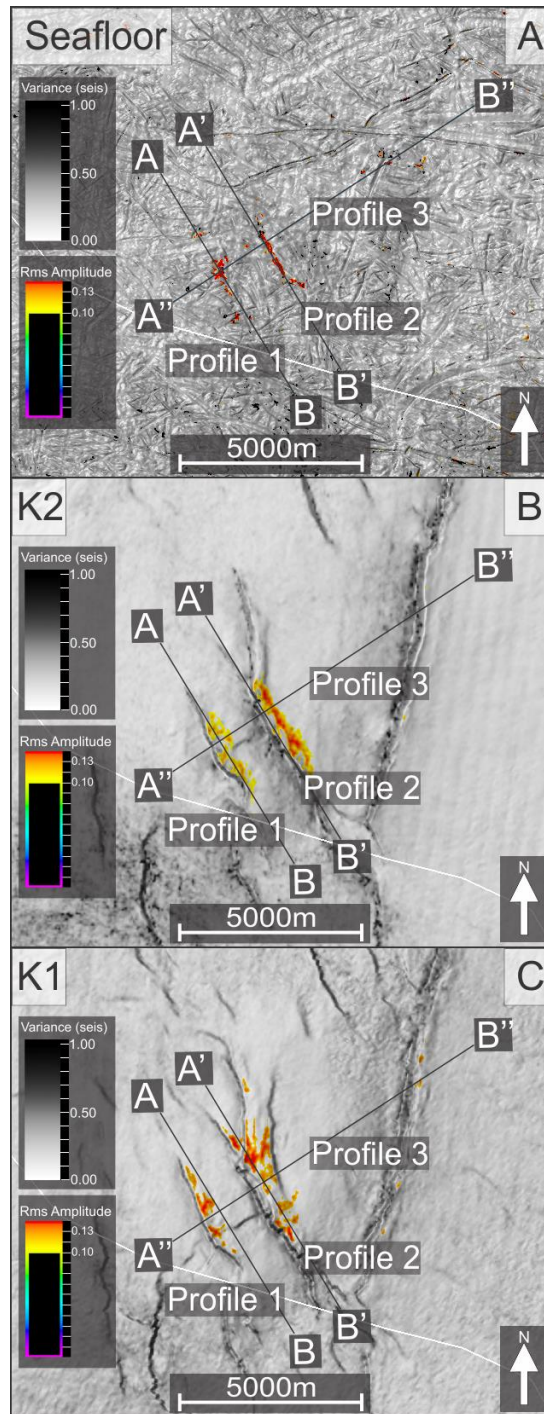 Seafloor
A
Variance (seis)
1.00
0.50
0.00
Rms Amplitude
0.13
0.10
A
A'
B''
Profile 3
A''
Profile 2
Profile 1
B'
B
5000m
N
K2
B
Variance (seis)
1.00
0.50
0.00
Rms Amplitude
0.13
0.10
A
A'
B''
Profile 3
A''
Profile 2
Profile 1
B'
B
5000m
N
K1
C
Variance (seis)
1.00
0.50
0.00
Rms Amplitude
0.13
0.10
A
A'
B''
Profile 3
A''
Profile 2
Profile 1
B'
B
5000m
N